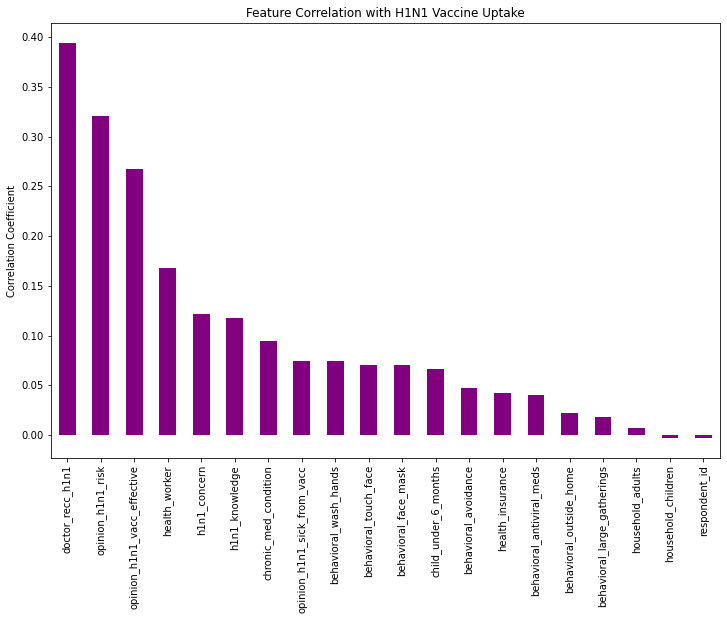 Feature Correlation with H1N1 Vaccine Uptake
Correlation Coefficient
0.40
0.35
0.30
0.25
0.20
0.15
0.10
0.05
0.00
doctor_recc_h1n1
opinion_h1n1_risk
opinion_h1n1_vacc_effective
health_worker
h1n1_concern
h1n1_knowledge
chronic_med_condition
opinion_h1n1_sick_from_vacc
behavioral_wash_hands
behavioral_touch_face
behavioral_face_mask
child_under_6_months
behavioral_avoidance
health_insurance
behavioral_antiviral_meds
behavioral_outside_home
behavioral_large_gatherings
household_adults
household_children
respondent_id